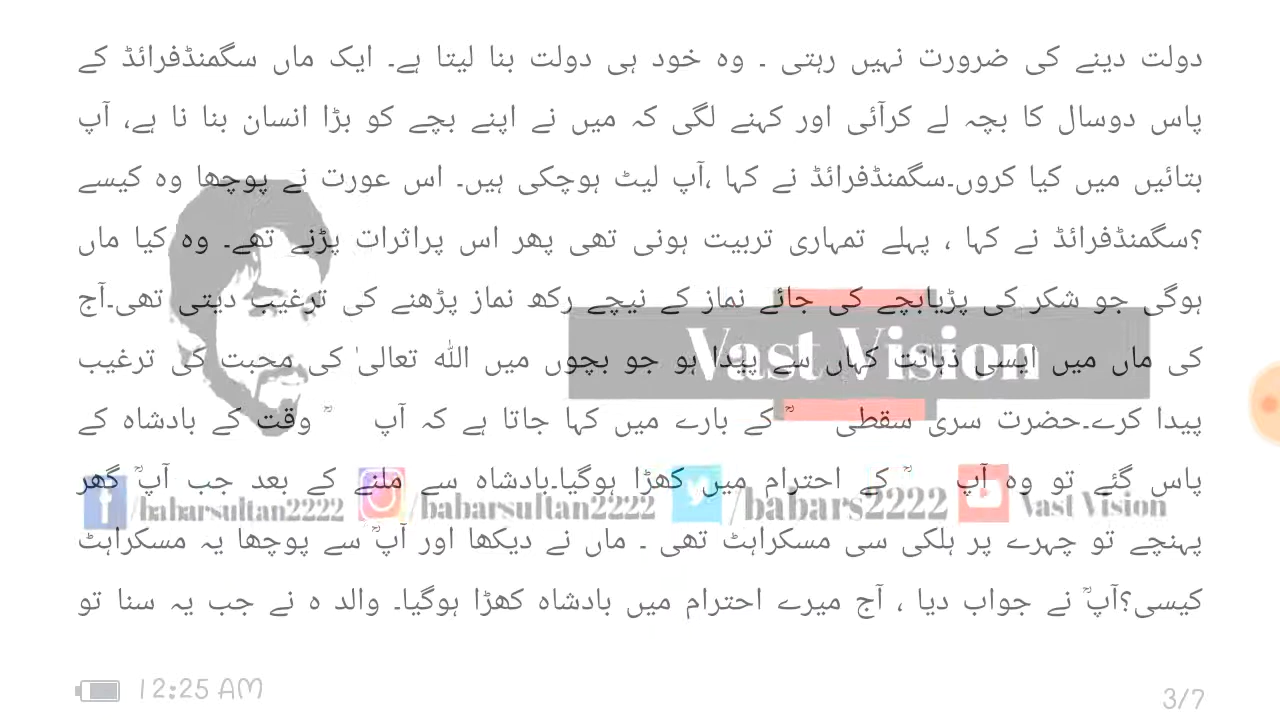 دولت دینے کی ضرورت نہیں رہتی ۔ وہ خود ہی دولت بنا لیتا ہے۔ ایک ماں سگمنڈفرائڈ کے
پاس دوسال کا بچہ لے کرآئی اور کہنے لگی کہ میں نے اپنے بچے کو بڑا انسان بنا نا ہے، آپ
بتائیں میں کیا کروں۔سگمنڈفرائڈ نے کہا ،آپ لیٹ ہوچکی ہیں۔ اس عورت نے پوچھا وہ کیسے
؟سگمنڈفرائڈ نے کہا ، پہلے تمہاری تربیت ہونی تھی پھر اس پراثرات پڑنے تھے۔ وہ کیا ماں
ہوگی جو شکر کی پڑیابچے کی جائے نماز کے نیچے رکھ نماز پڑھنے کی ترغیب دیتی تھی۔آج
کی ماں میں ایسی ذہانت کہاں سے پیدا ہو جو بچوں میں اللہ تعالیٰ کی محبت کی ترغیب
Vast Vision
پیدا کرے۔حضرت سری سقطی ؒ کے بارے میں کہا جاتا ہے کہ آپ ؒ وقت کے بادشاہ کے
پاس گئے تو وہ آپ ؒ کے احترام میں کھڑا ہوگیا۔بادشاہ سے ملنے کے بعد جب آپؒ گھر
/babarsultan2222 /babarsultan2222 /babars2222 Vast Vision
پہنچے تو چہرے پر ہلکی سی مسکراہٹ تھی ۔ ماں نے دیکھا اور آپؒ سے پوچھا یہ مسکراہٹ
کیسی؟آپؒ نے جواب دیا ، آج میرے احترام میں بادشاہ کھڑا ہوگیا۔ والد ہ نے جب یہ سنا تو
12:25 AM 3/7